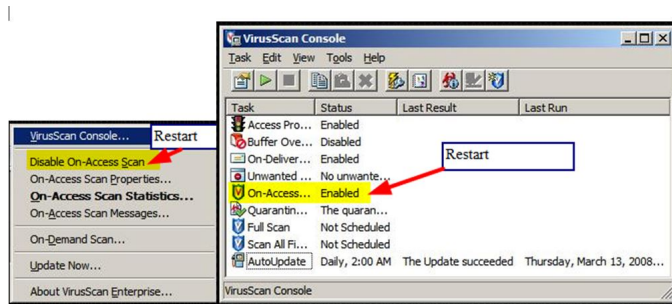 VirusScan Console...
Restart
Disable On-Access Scan
On-Access Scan Properties...
On-Access Scan Statistics...
On-Access Scan Messages...
On-Demand Scan...
Update Now...
About VirusScan Enterprise...
VirusScan Console
Task Edit View Tools Help
Task Status Last Result Last Run
Access Pro... Enabled
Buffer Ove... Disabled
On-Deliver... Enabled
Restart
Unwanted ... No unwante...
On-Access... Enabled
Quarantin... The quaran...
Full Scan Not Scheduled
Scan All Fi... Not Scheduled
AutoUpdate Daily, 2:00 AM The Update succeeded Thursday, March 13, 2008...
VirusScan Console